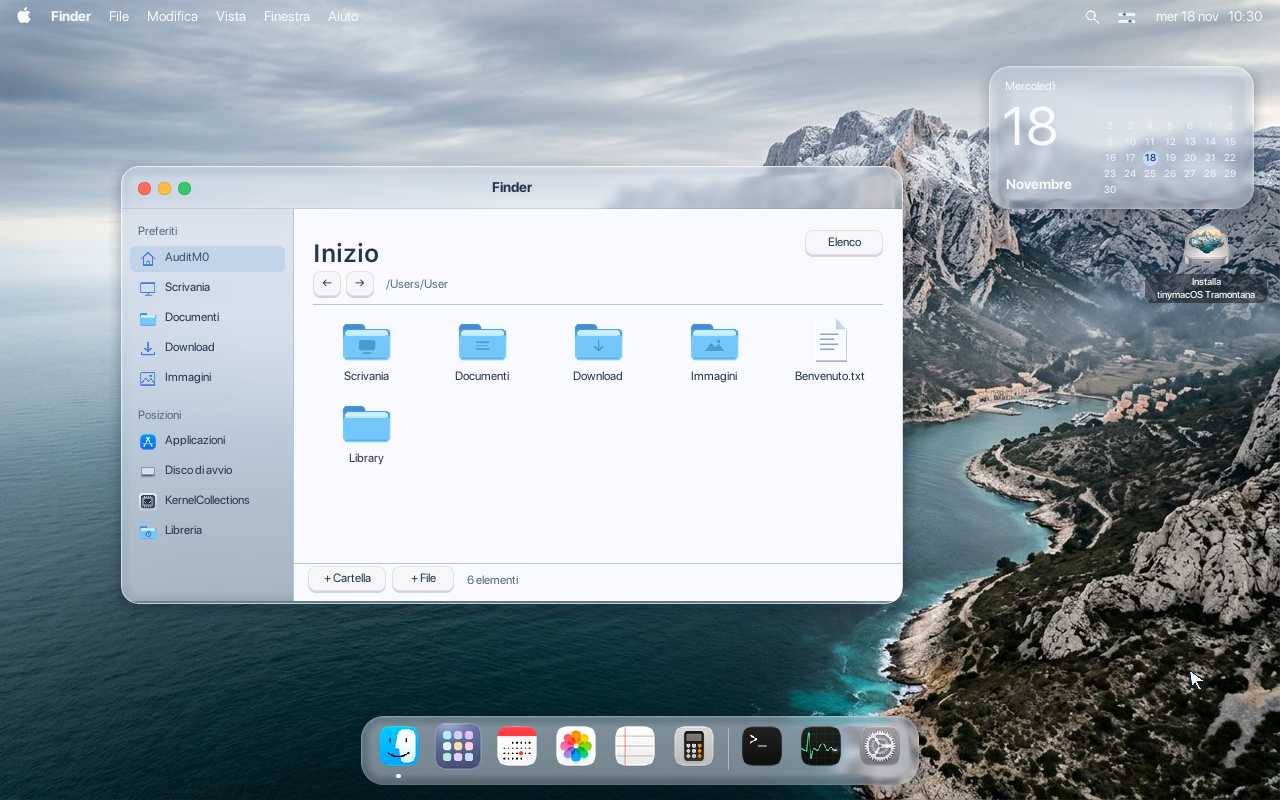 Finder File Modifica Vista Finestra Aiuto mer 18 nov 10:30
Mercoledì
18
1
2 3 4 5 6 7 8
9 10 11 12 13 14 15
16 17 18 19 20 21 22
23 24 25 26 27 28 29
30
Novembre
Installa
tinymacOS Tramontana
Finder
Preferiti
AuditM0
Scrivania
Documenti
Download
Immagini
Posizioni
Applicazioni
Disco di avvio
KernelCollections
Libreria
Inizio
Elenco
← → /Users/User
Scrivania Documenti Download Immagini Benvenuto.txt
Library
+ Cartella + File 6 elementi
>_